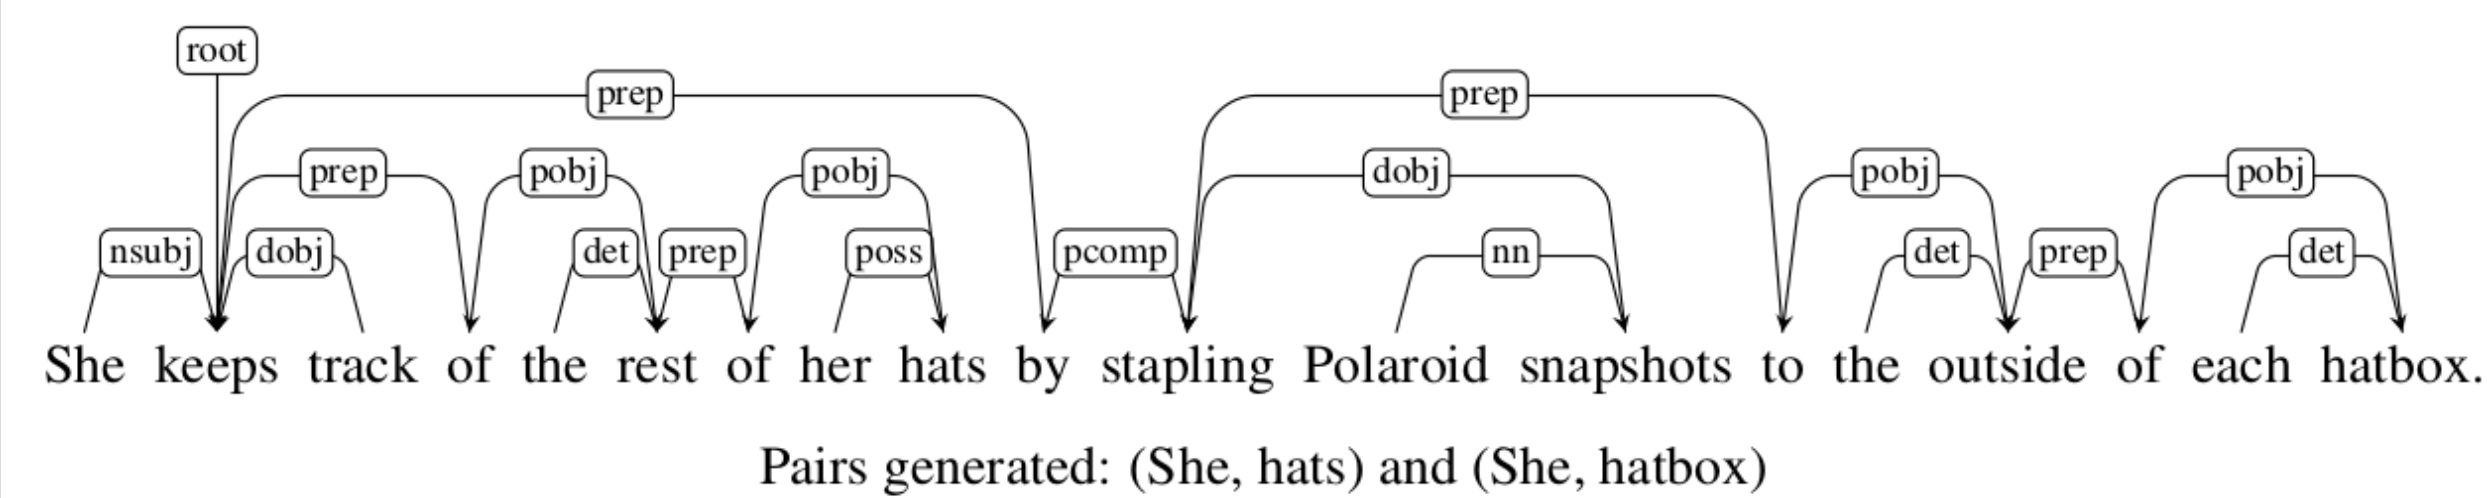 root
prep prep
prep pobj pobj dobj pobj pobj
nsubj dobj det prep poss pcomp nn det prep det
She keeps track of the rest of her hats by stapling Polaroid snapshots to the outside of each hatbox.
Pairs generated: (She, hats) and (She, hatbox)